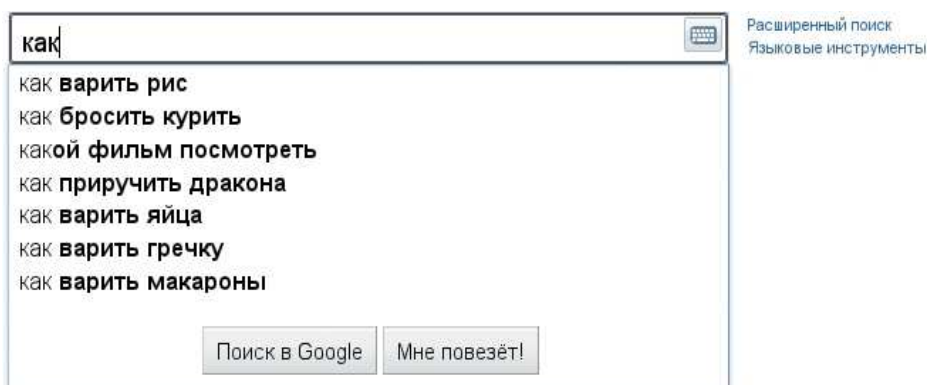 как
Расширенный поиск
Языковые инструменты
как варить рис
как бросить курить
какой фильм посмотреть
как приручить дракона
как варить яйца
как варить гречку
как варить макароны
Поиск в Google
Мне повезёт!